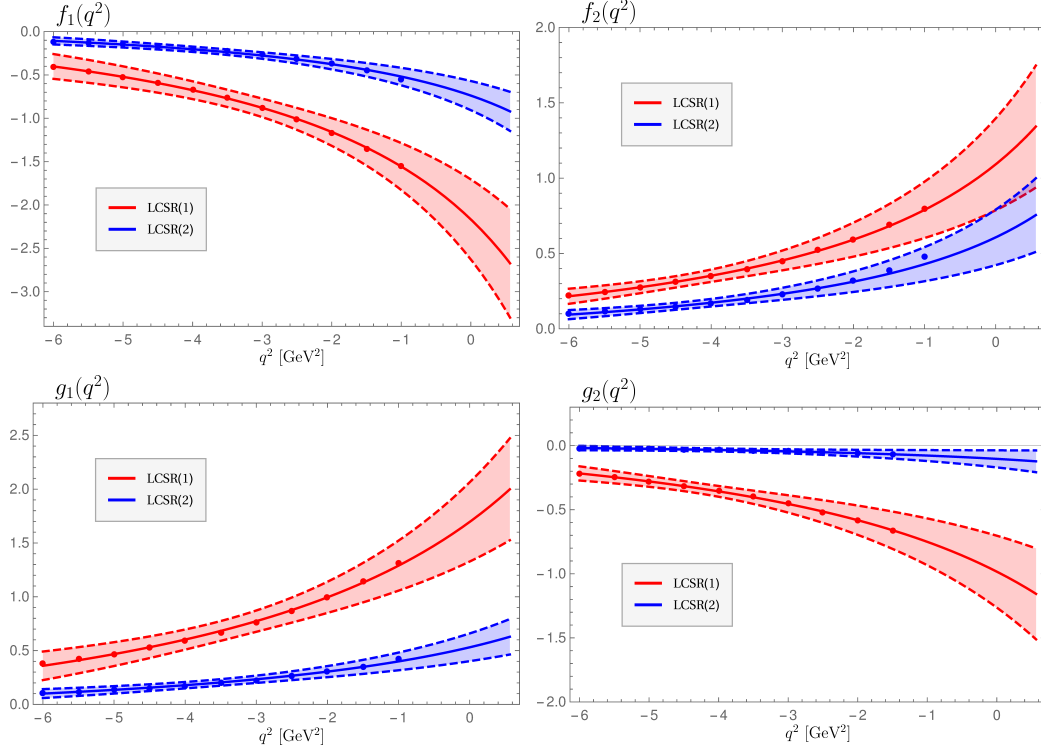 f₁(q²)
0.0
−0.5
−1.0
−1.5
−2.0
−2.5
−3.0
LCSR(1)
LCSR(2)
−6 −5 −4 −3 −2 −1 0
q² [GeV²]
f₂(q²)
2.0
1.5
1.0
0.5
0.0
LCSR(1)
LCSR(2)
−6 −5 −4 −3 −2 −1 0
q² [GeV²]
g₁(q²)
2.5
2.0
1.5
1.0
0.5
0.0
LCSR(1)
LCSR(2)
−6 −5 −4 −3 −2 −1 0
q² [GeV²]
g₂(q²)
0.0
−0.5
−1.0
−1.5
−2.0
LCSR(1)
LCSR(2)
−6 −5 −4 −3 −2 −1 0
q² [GeV²]